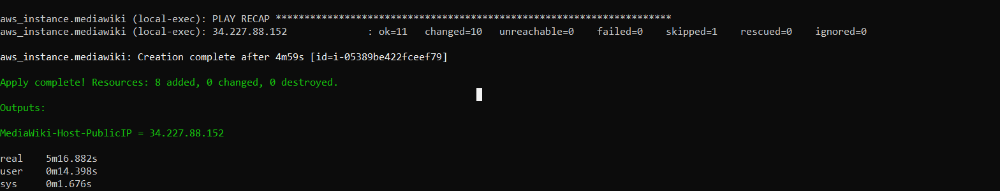 aws_instance.mediawiki (local-exec): PLAY RECAP *********************************************************************
aws_instance.mediawiki (local-exec): 34.227.88.152              : ok=11   changed=10   unreachable=0    failed=0    skipped=1    rescued=0    ignored=0
aws_instance.mediawiki: Creation complete after 4m59s [id=i-05389be422fceef79]
Apply complete! Resources: 8 added, 0 changed, 0 destroyed.
Outputs:
MediaWiki-Host-PublicIP = 34.227.88.152
real    5m16.882s
user    0m14.398s
sys     0m1.676s